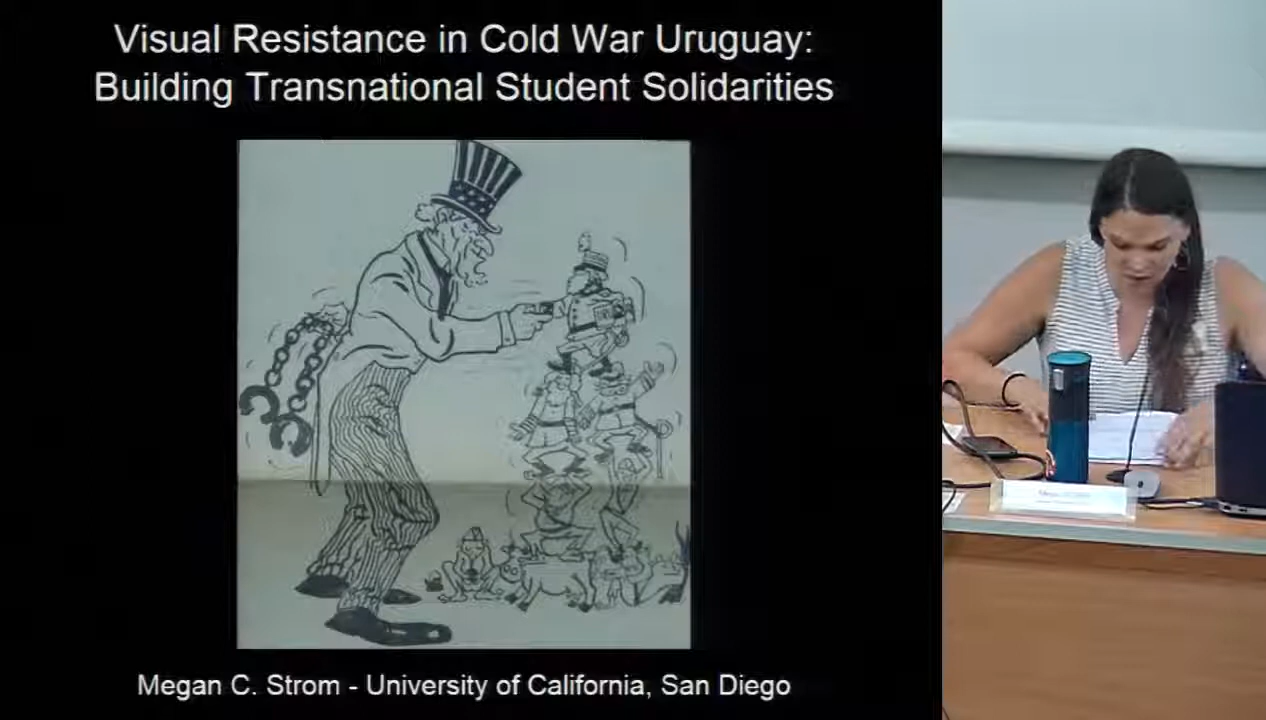 Visual Resistance in Cold War Uruguay:
Building Transnational Student Solidarities
Megan C. Strom - University of California, San Diego